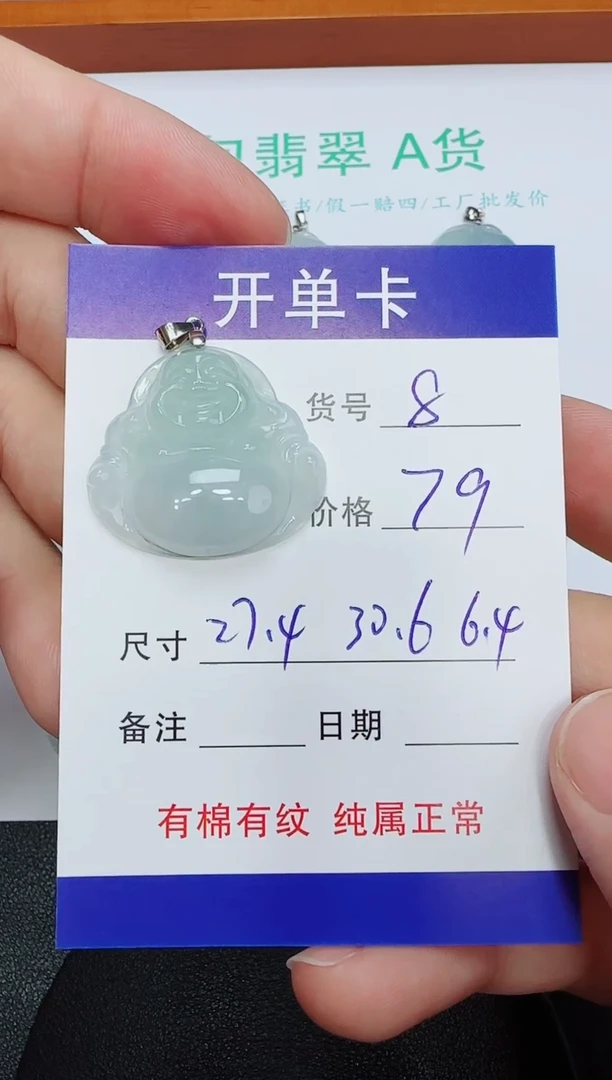 翡翠 A货
书/假一赔四/工厂批发价
开单卡
货号 8
价格 79
尺寸 27.4 30.6 6.4
备注
日期
有棉有纹 纯属正常